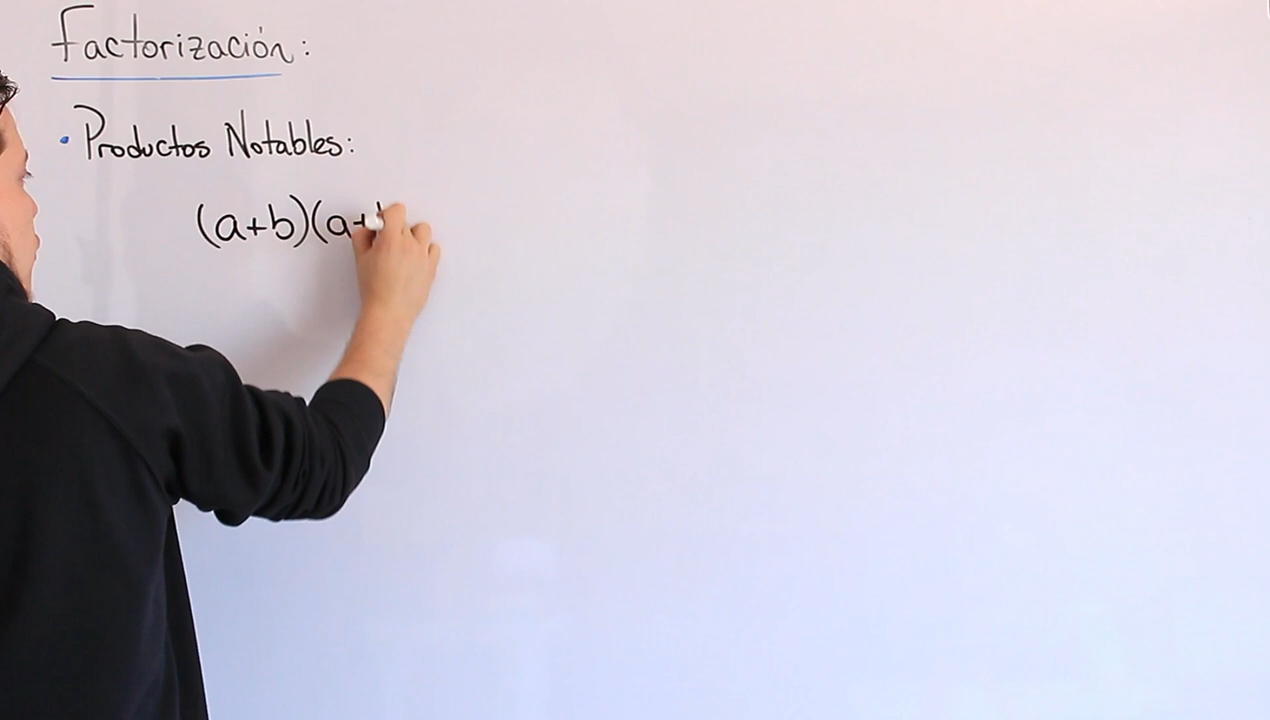 Factorización:
• Productos Notables:
(a+b)(a+